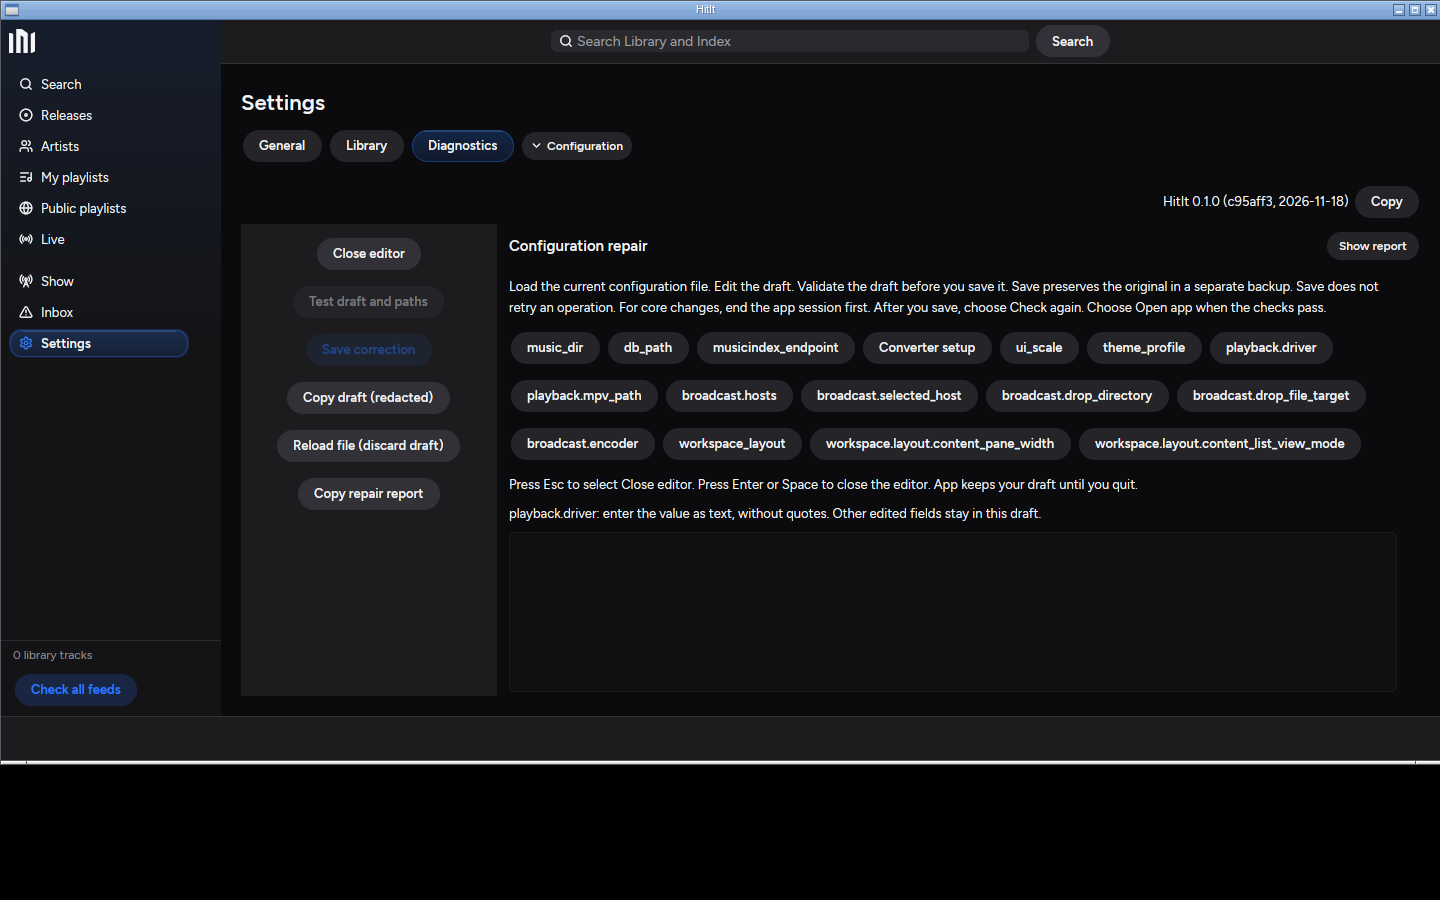 HitIt
Search Library and Index
Search
Search
Releases
Artists
My playlists
Public playlists
Live
Show
Inbox
Settings
0 library tracks
Check all feeds
Settings
General
Library
Diagnostics
Configuration
HitIt 0.1.0 (c95aff3, 2026-11-18)
Copy
Close editor
Test draft and paths
Save correction
Copy draft (redacted)
Reload file (discard draft)
Copy repair report
Configuration repair
Show report
Load the current configuration file. Edit the draft. Validate the draft before you save it. Save preserves the original in a separate backup. Save does not
retry an operation. For core changes, end the app session first. After you save, choose Check again. Choose Open app when the checks pass.
music_dir
db_path
musicindex_endpoint
Converter setup
ui_scale
theme_profile
playback.driver
playback.mpv_path
broadcast.hosts
broadcast.selected_host
broadcast.drop_directory
broadcast.drop_file_target
broadcast.encoder
workspace_layout
workspace.layout.content_pane_width
workspace.layout.content_list_view_mode
Press Esc to select Close editor. Press Enter or Space to close the editor. App keeps your draft until you quit.
playback.driver: enter the value as text, without quotes. Other edited fields stay in this draft.